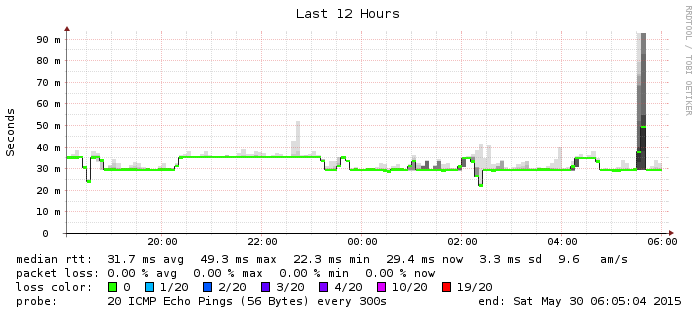 Last 12 Hours
RRDTOOL / TOBI OETIKER
Seconds
90 m
80 m
70 m
60 m
50 m
40 m
30 m
20 m
10 m
0
20:00 22:00 00:00 02:00 04:00 06:00
median rtt: 31.7 ms avg 49.3 ms max 22.3 ms min 29.4 ms now 3.3 ms sd 9.6 am/s
packet loss: 0.00 % avg 0.00 % max 0.00 % min 0.00 % now
loss color: 0 1/20 2/20 3/20 4/20 10/20 19/20
probe: 20 ICMP Echo Pings (56 Bytes) every 300s end: Sat May 30 06:05:04 2015